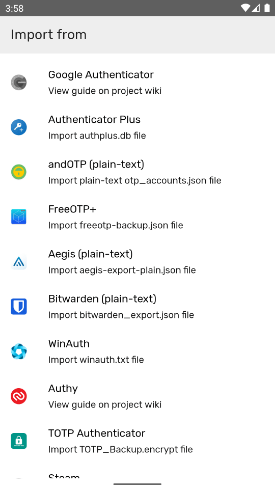 3:58
Import from
Google Authenticator
View guide on project wiki
Authenticator Plus
Import authplus.db file
andOTP (plain-text)
Import plain-text otp_accounts.json file
FreeOTP+
Import freeotp-backup.json file
Aegis (plain-text)
Import aegis-export-plain.json file
Bitwarden (plain-text)
Import bitwarden_export.json file
WinAuth
Import winauth.txt file
Authy
View guide on project wiki
TOTP Authenticator
Import TOTP_Backup.encrypt file
Steam